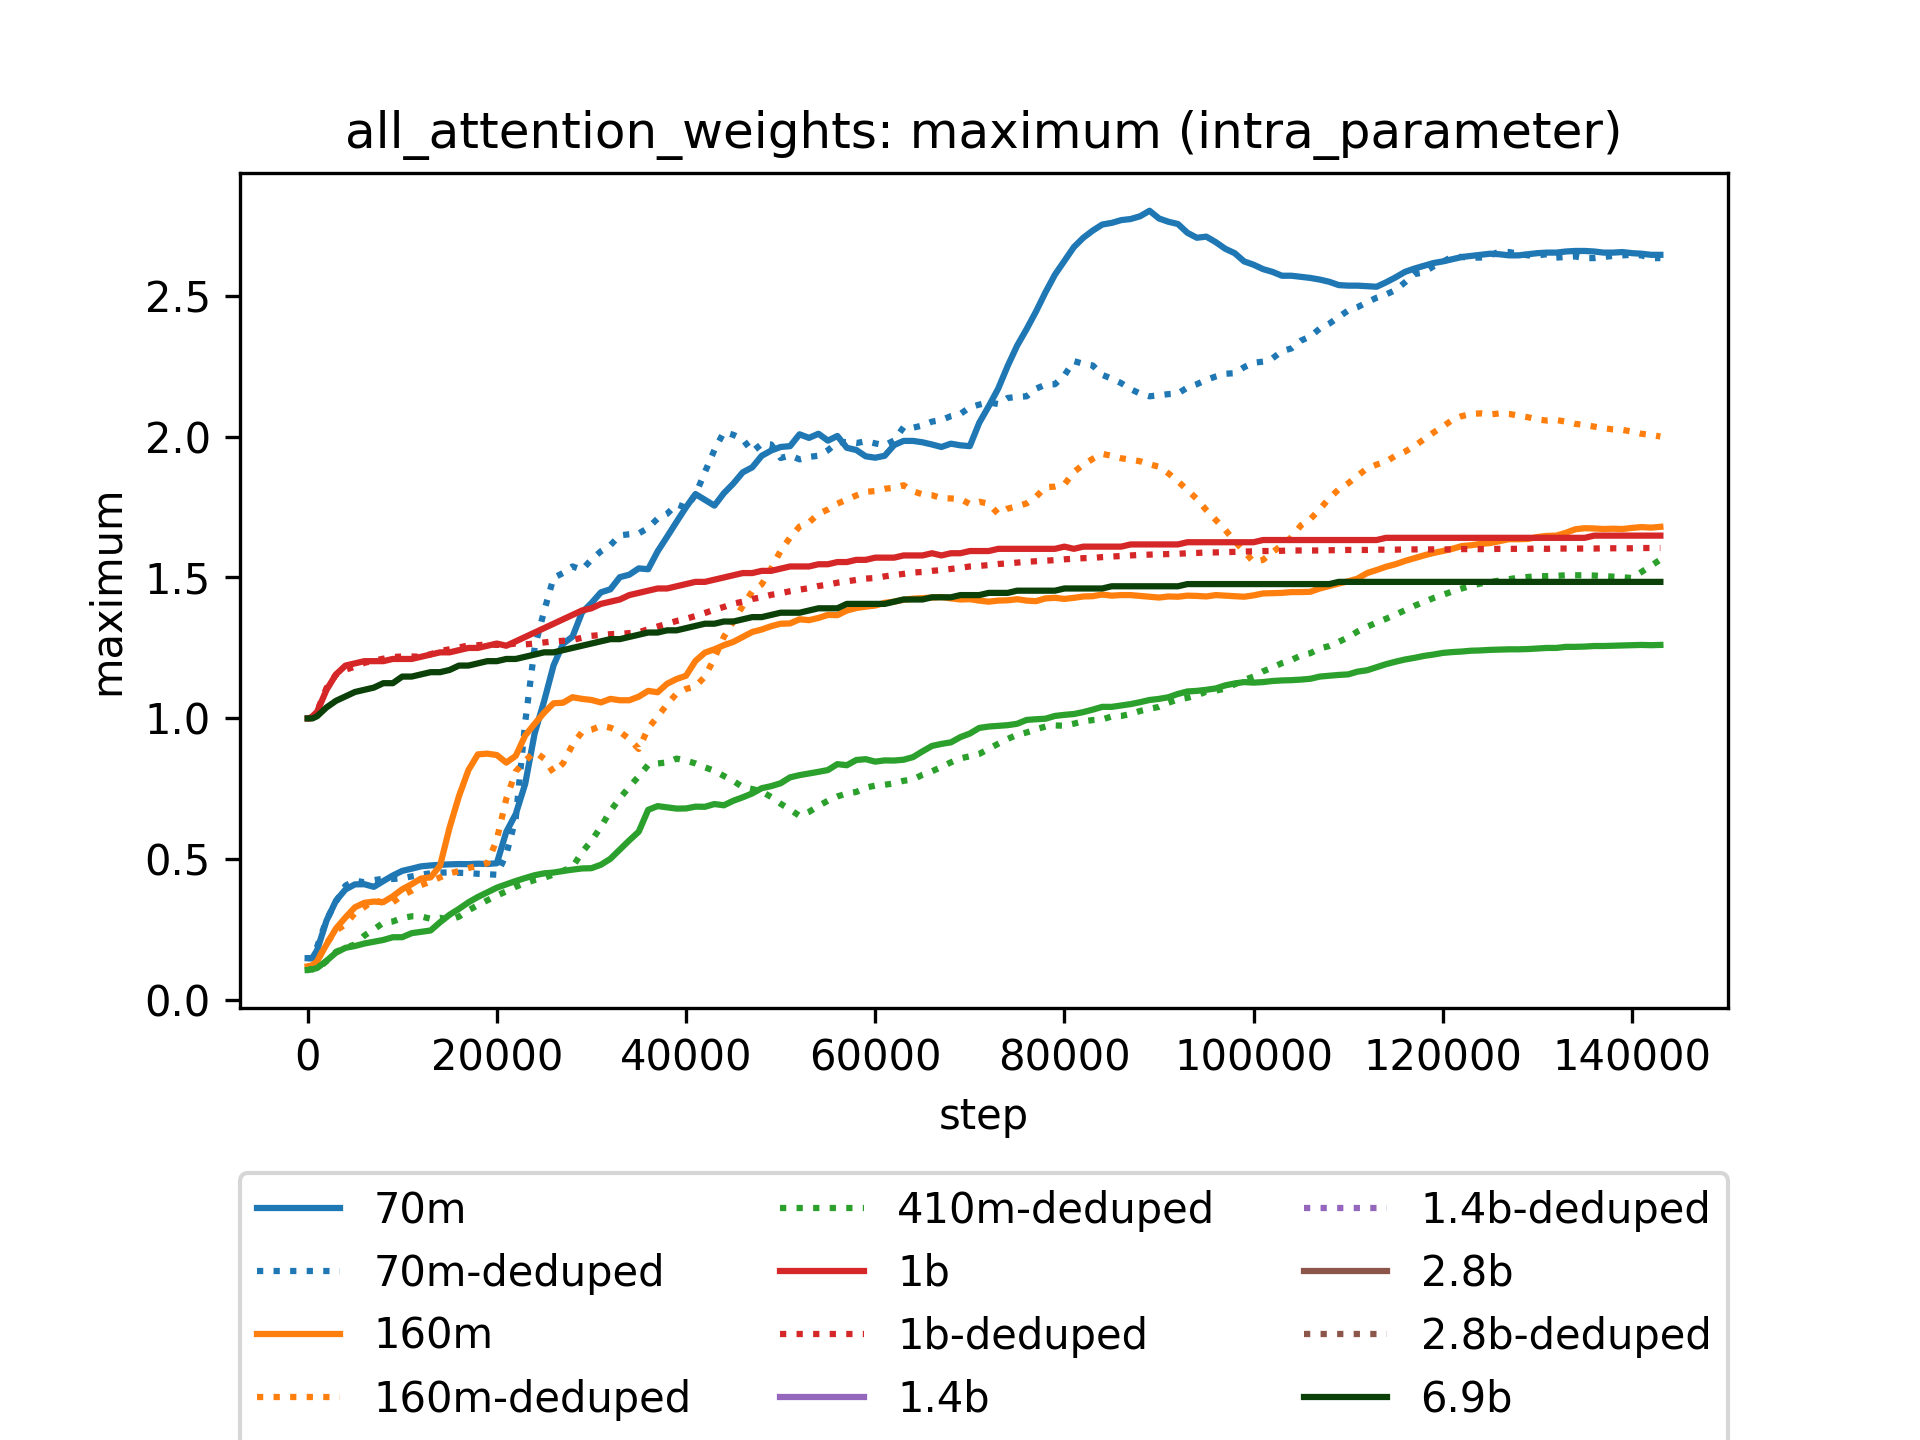 all_attention_weights: maximum (intra_parameter)
2.5
2.0
1.5
1.0
0.5
0.0
maximum
0 20000 40000 60000 80000 100000 120000 140000
step
70m 410m-deduped 1.4b-deduped
70m-deduped 1b 2.8b
160m 1b-deduped 2.8b-deduped
160m-deduped 1.4b 6.9b